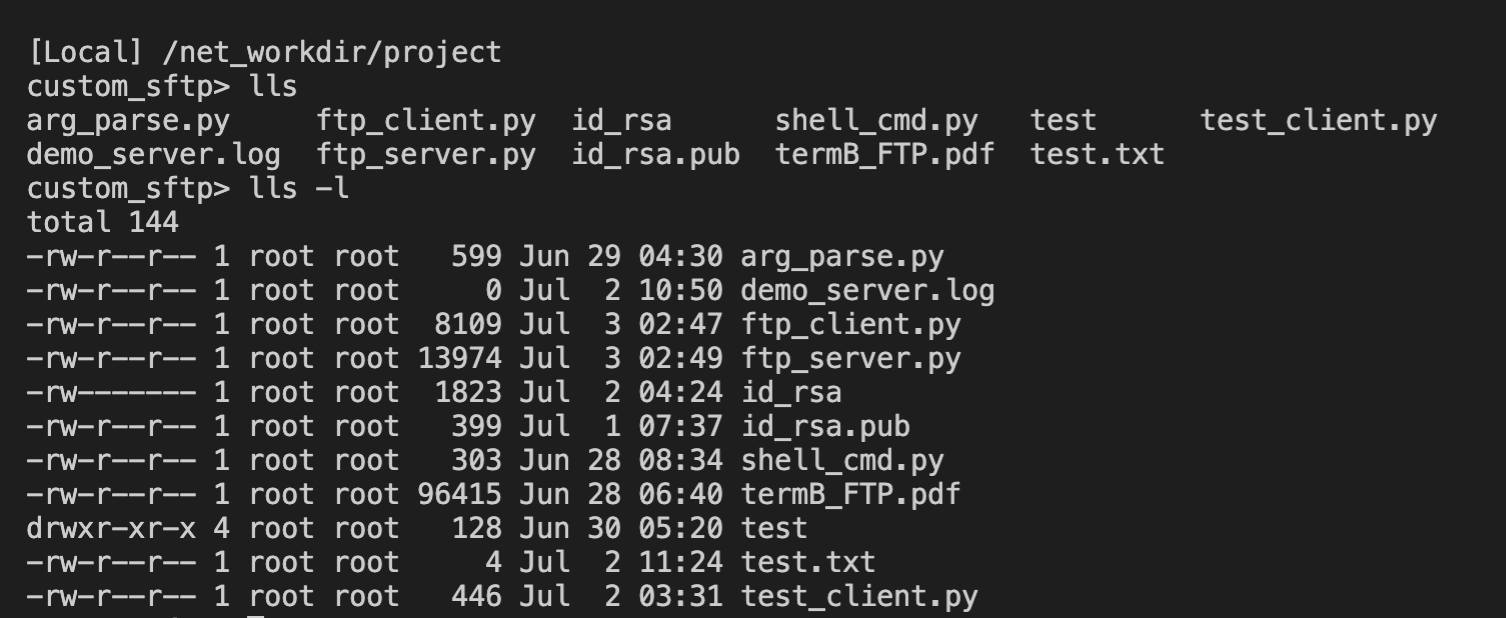 [Local] /net_workdir/project
custom_sftp> lls
arg_parse.py     ftp_client.py  id_rsa      shell_cmd.py   test      test_client.py
demo_server.log  ftp_server.py  id_rsa.pub  termB_FTP.pdf  test.txt
custom_sftp> lls -l
total 144
-rw-r--r-- 1 root root   599 Jun 29 04:30 arg_parse.py
-rw-r--r-- 1 root root     0 Jul  2 10:50 demo_server.log
-rw-r--r-- 1 root root  8109 Jul  3 02:47 ftp_client.py
-rw-r--r-- 1 root root 13974 Jul  3 02:49 ftp_server.py
-rw------- 1 root root  1823 Jul  2 04:24 id_rsa
-rw-r--r-- 1 root root   399 Jul  1 07:37 id_rsa.pub
-rw-r--r-- 1 root root   303 Jun 28 08:34 shell_cmd.py
-rw-r--r-- 1 root root 96415 Jun 28 06:40 termB_FTP.pdf
drwxr-xr-x 4 root root   128 Jun 30 05:20 test
-rw-r--r-- 1 root root     4 Jul  2 11:24 test.txt
-rw-r--r-- 1 root root   446 Jul  2 03:31 test_client.py